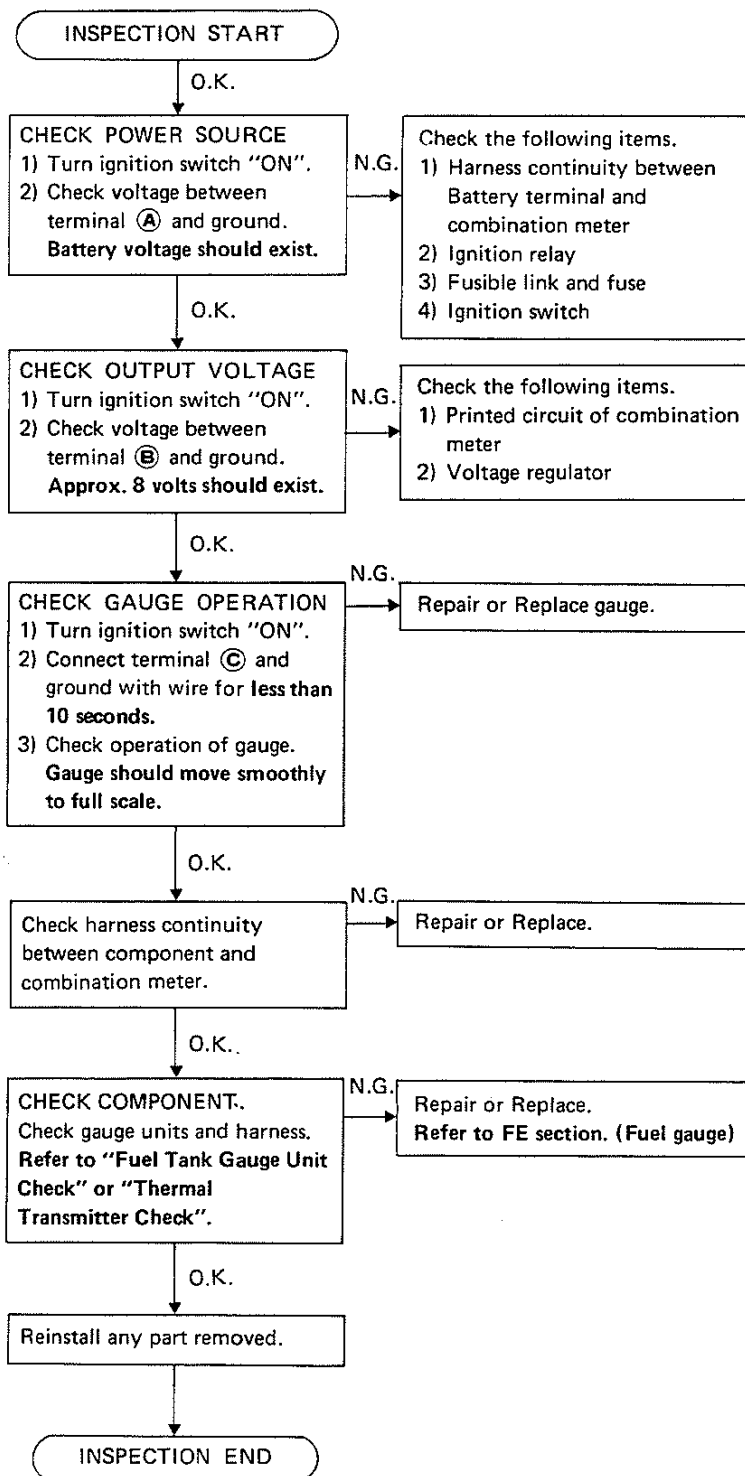 INSPECTION START
O.K.
CHECK POWER SOURCE
1) Turn ignition switch "ON".
2) Check voltage between
terminal Ⓐ and ground.
Battery voltage should exist.
N.G.
Check the following items.
1) Harness continuity between
Battery terminal and
combination meter
2) Ignition relay
3) Fusible link and fuse
4) Ignition switch
O.K.
CHECK OUTPUT VOLTAGE
1) Turn ignition switch "ON".
2) Check voltage between
terminal Ⓑ and ground.
Approx. 8 volts should exist.
N.G.
Check the following items.
1) Printed circuit of combination
meter
2) Voltage regulator
O.K.
CHECK GAUGE OPERATION
1) Turn ignition switch "ON".
2) Connect terminal Ⓒ and
ground with wire for less than
10 seconds.
3) Check operation of gauge.
Gauge should move smoothly
to full scale.
N.G.
Repair or Replace gauge.
O.K.
Check harness continuity
between component and
combination meter.
N.G.
Repair or Replace.
O.K.
CHECK COMPONENT.
Check gauge units and harness.
Refer to "Fuel Tank Gauge Unit
Check" or "Thermal
Transmitter Check".
N.G.
Repair or Replace.
Refer to FE section. (Fuel gauge)
O.K.
Reinstall any part removed.
INSPECTION END